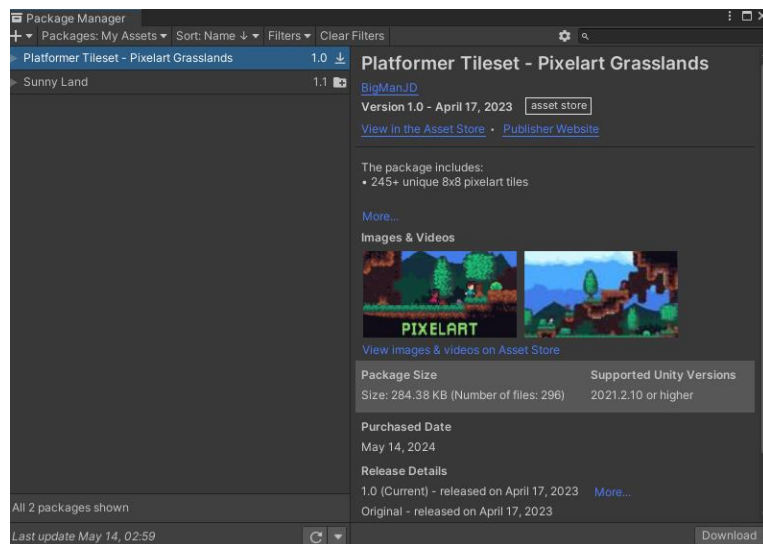 Package Manager
Packages: My Assets Sort: Name ↓ Filters Clear Filters
Platformer Tileset - Pixelart Grasslands 1.0
Sunny Land 1.1
All 2 packages shown
Last update May 14, 02:59
Platformer Tileset - Pixelart Grasslands
BigManJD
Version 1.0 - April 17, 2023 asset store
View in the Asset Store • Publisher Website
The package includes:
• 245+ unique 8x8 pixelart tiles
More...
Images & Videos
PIXELART
View images & videos on Asset Store
Package Size Supported Unity Versions
Size: 284.38 KB (Number of files: 296) 2021.2.10 or higher
Purchased Date
May 14, 2024
Release Details
1.0 (Current) - released on April 17, 2023 More...
Original - released on April 17, 2023
Download